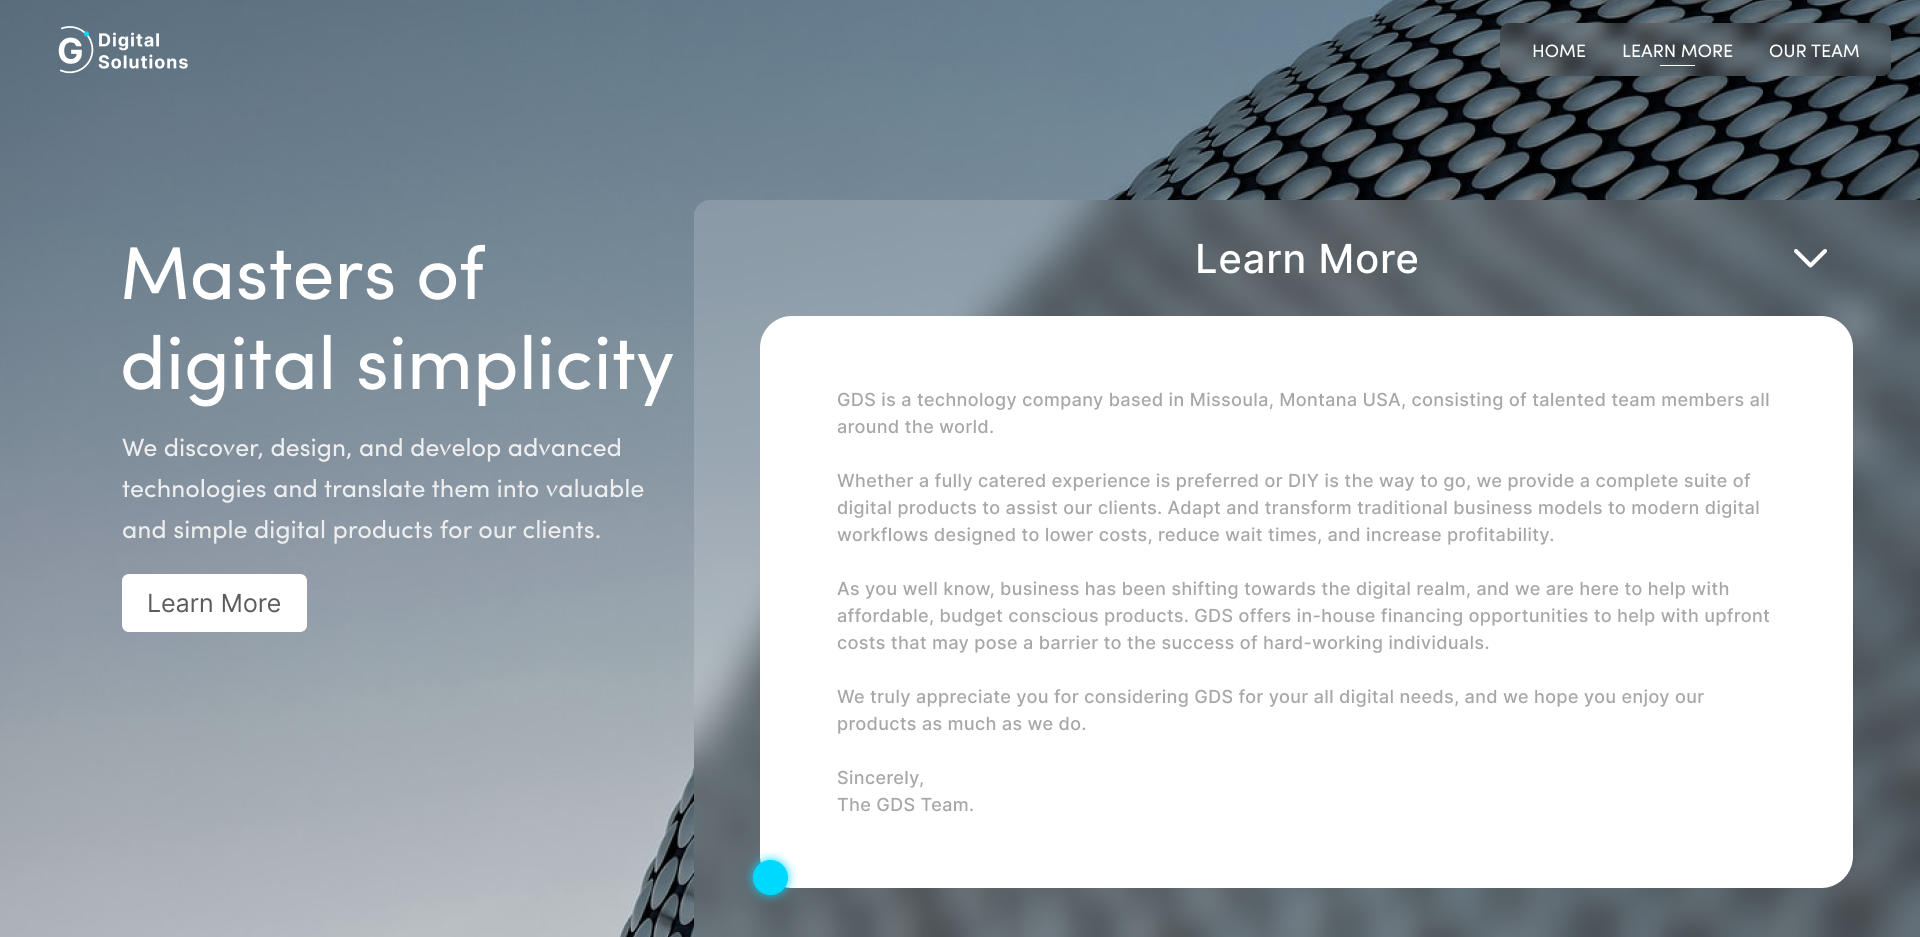 G Digital
Solutions
HOME LEARN MORE OUR TEAM
Masters of
digital simplicity
We discover, design, and develop advanced
technologies and translate them into valuable
and simple digital products for our clients.
Learn More
Learn More
GDS is a technology company based in Missoula, Montana USA, consisting of talented team members all
around the world.
Whether a fully catered experience is preferred or DIY is the way to go, we provide a complete suite of
digital products to assist our clients. Adapt and transform traditional business models to modern digital
workflows designed to lower costs, reduce wait times, and increase profitability.
As you well know, business has been shifting towards the digital realm, and we are here to help with
affordable, budget conscious products. GDS offers in-house financing opportunities to help with upfront
costs that may pose a barrier to the success of hard-working individuals.
We truly appreciate you for considering GDS for your all digital needs, and we hope you enjoy our
products as much as we do.
Sincerely,
The GDS Team.